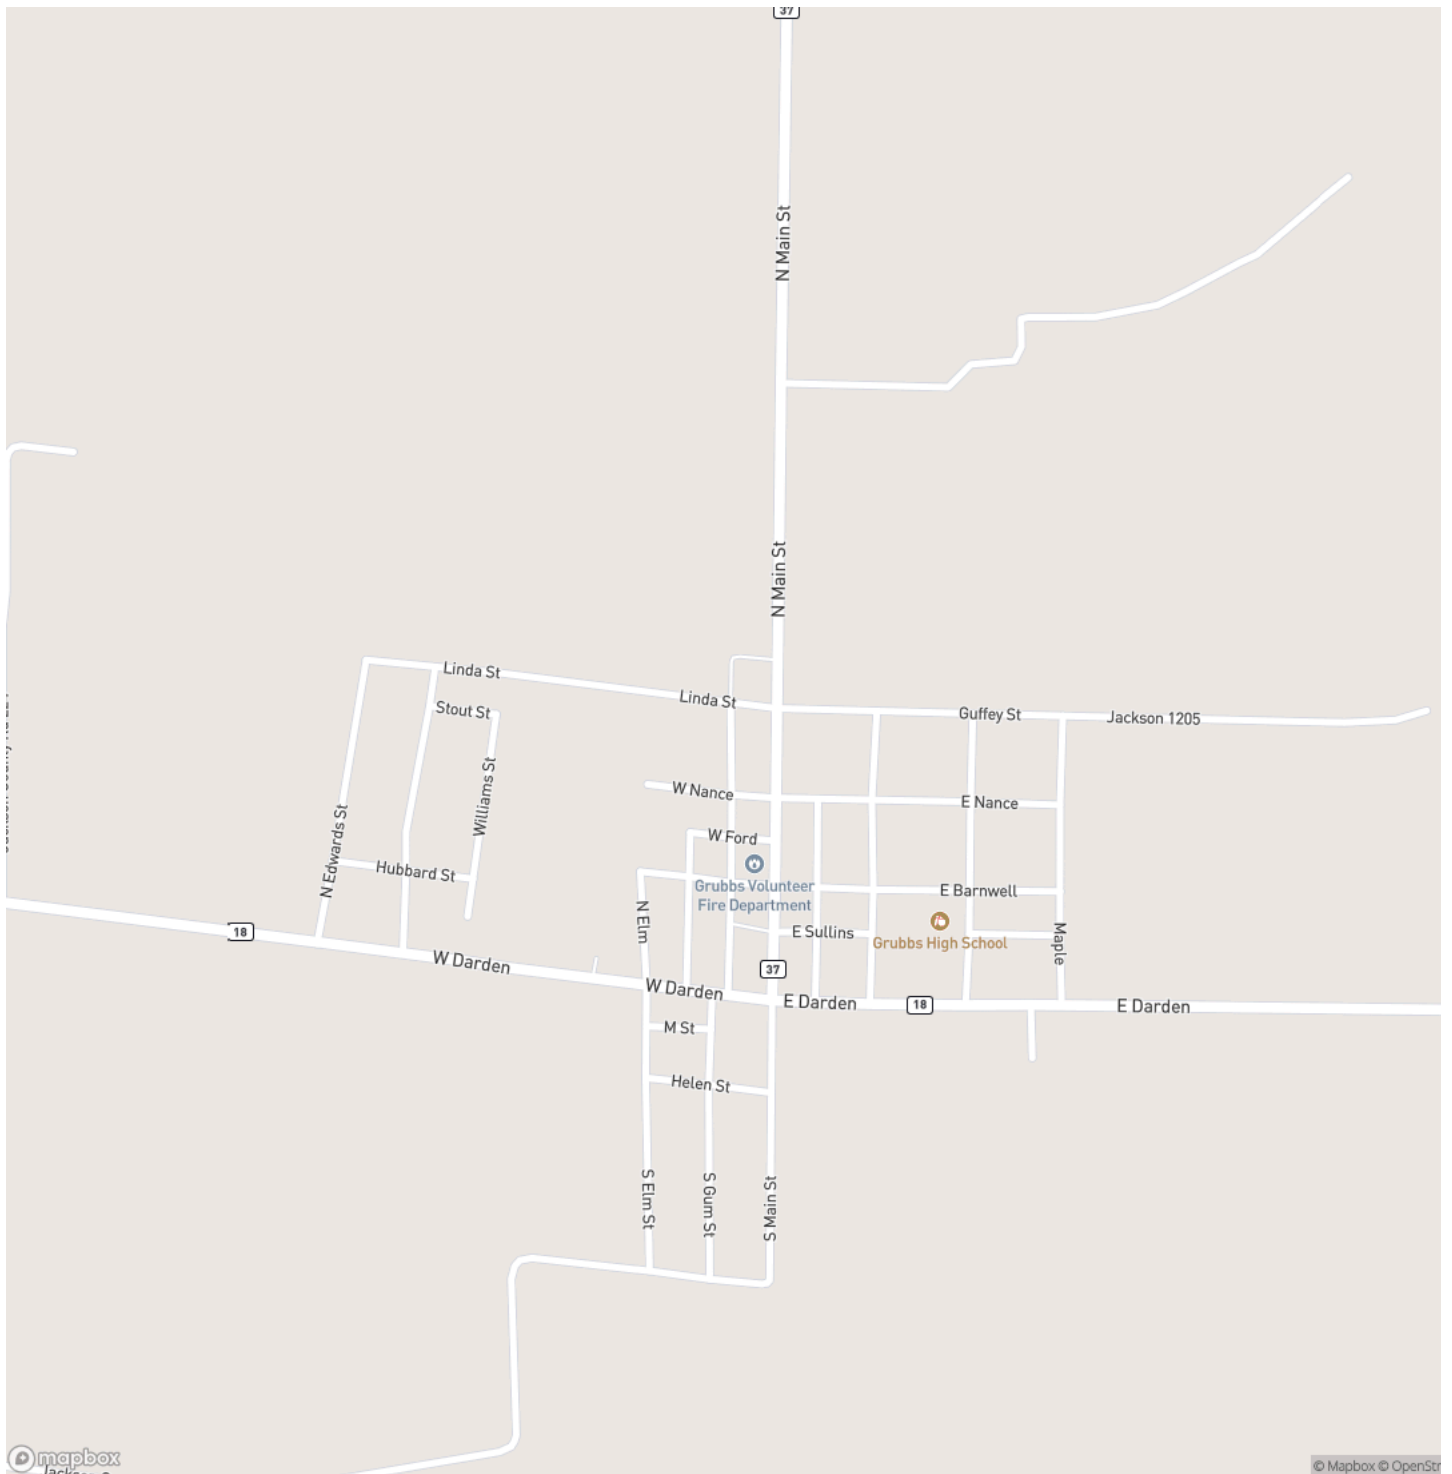 37
N Main St
N Main St
Linda St
Linda St
Stout St
Guffey St
Jackson 1205
Williams St
W Nance
E Nance
N Edwards St
W Ford
Hubbard St
Grubbs Volunteer
Fire Department
E Barnwell
N Elm
E Sullins
Grubbs High School
Maple
18
W Darden
37
W Darden
E Darden
18
E Darden
M St
Helen St
S Elm St
S Gum St
S Main St
mapbox
© Mapbox © OpenStr